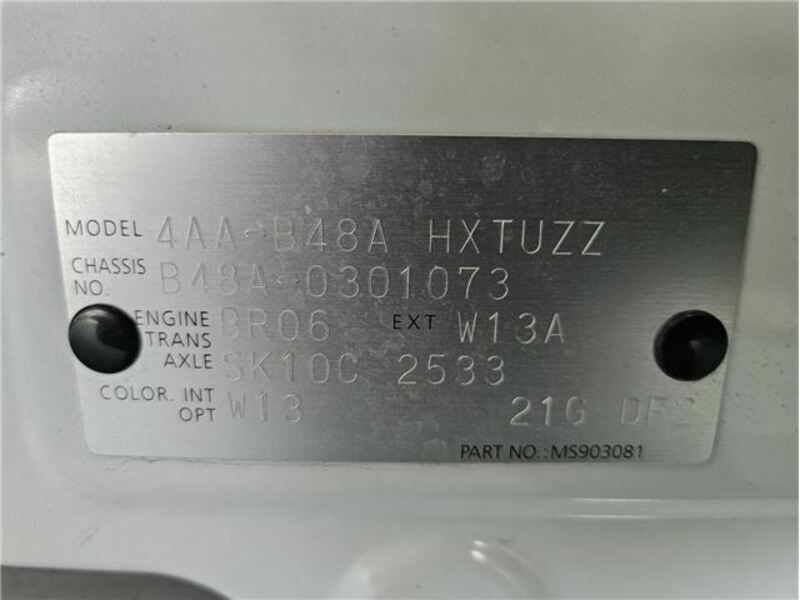 MODEL 4AA-B48A HXTUZZ
CHASSIS NO. B48A-0301073
ENGINE BR06 EXT W13A
TRANS AXLE SK10C 2533
COLOR. INT OPT W13 21G DF2
PART NO.: MS903081